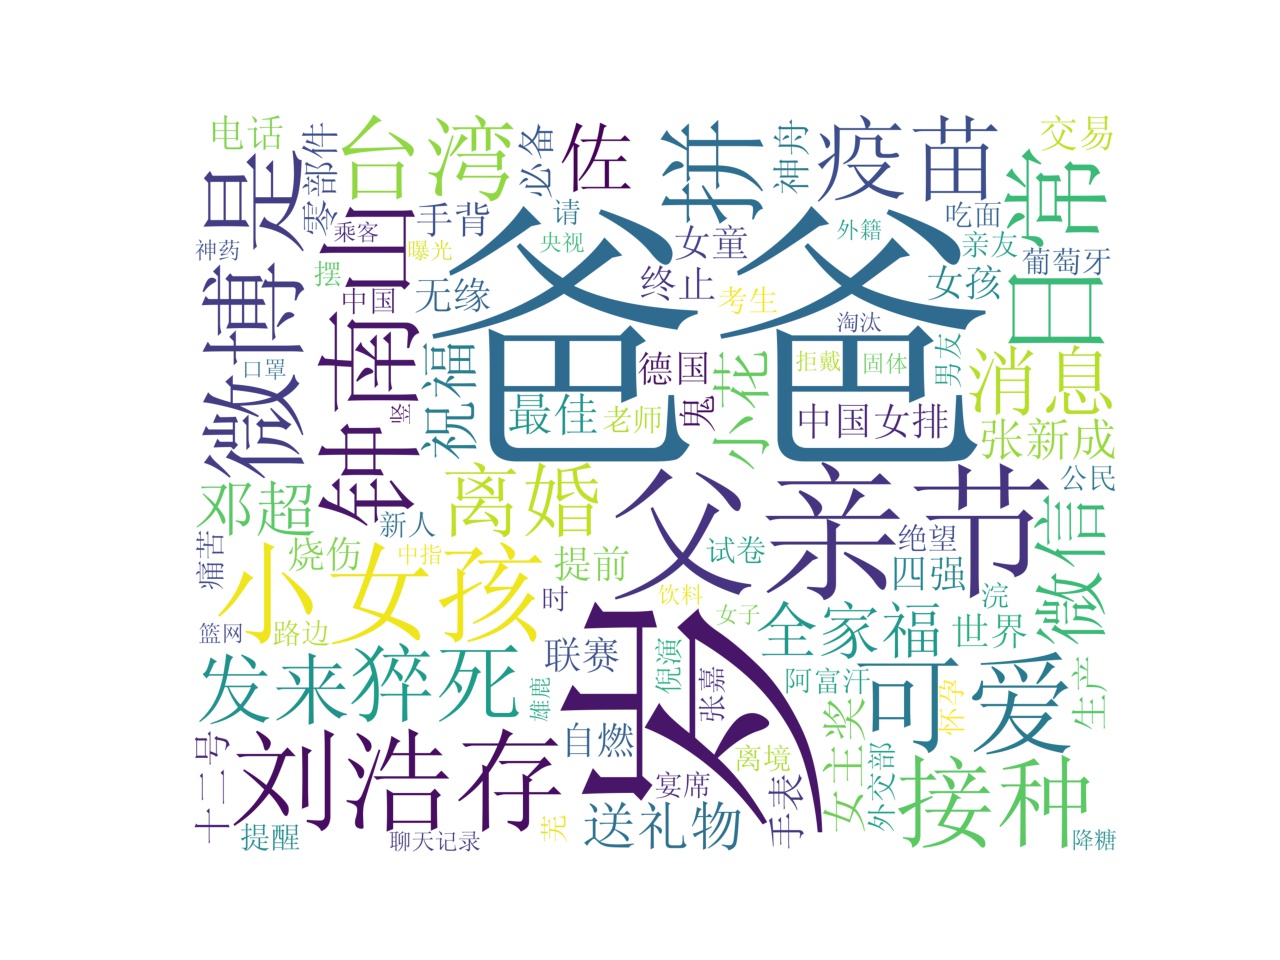 电话
是
零部件
台湾
必备
佐
拼
神舟
疫苗
交易
日常
神药
乘客
手背
曝光
请
央视
女童
外籍
吃面
亲友
葡萄牙
微博
摆
中国
钟南山
无缘
爸爸
终止
考生
淘汰
女孩
口罩
竖
祝福
最佳
老师
德国
鬼
小花
拒戴
固体
男友
中国女排
消息
张新成
邓超
新人
离婚
父亲节
公民
痛苦
烧伤
中指
提前
试卷
绝望
四强
微信
小女孩
时
饮料
女子
全家福
浣
世界
篮网
路边
发来
猝死
联赛
雄鹿
岁
倪演
张嘉
阿富汗
可爱
怀孕
生产
十二号
刘浩存
自燃
离境
宴席
手表
女主奖
外交部
接种
提醒
聊天记录
芜
送礼物
降糖